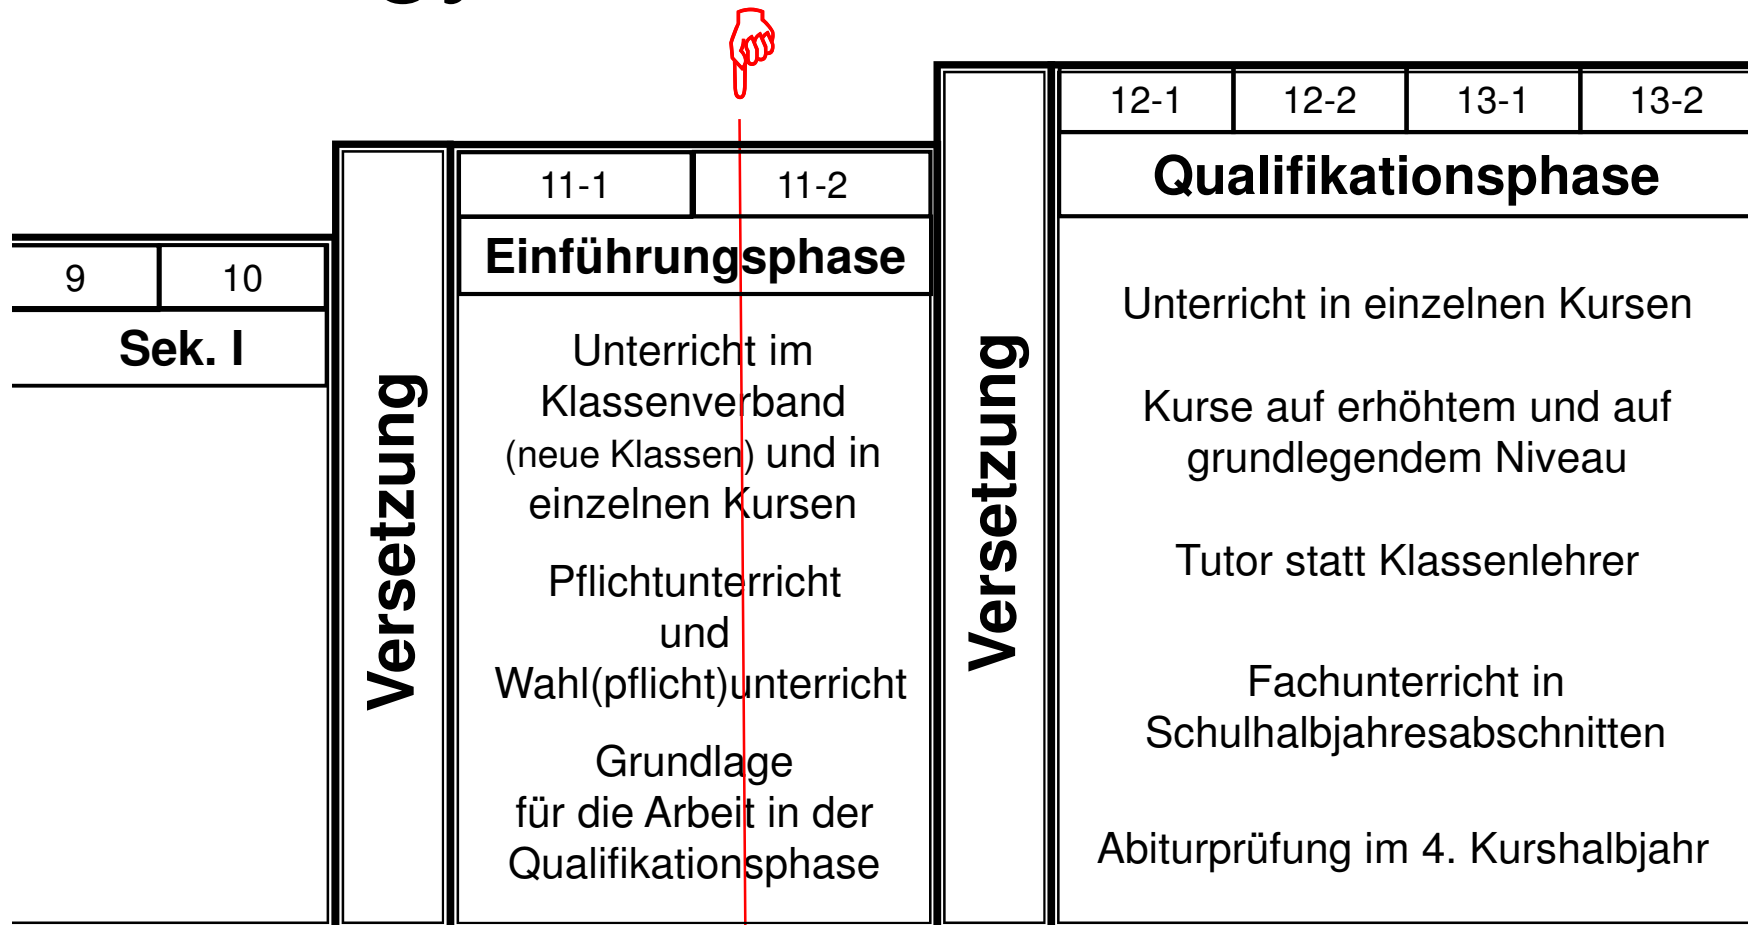 9
10
Sek. I
Versetzung
11-1
11-2
Einführungsphase
Unterricht im
Klassenverband
(neue Klassen) und in
einzelnen Kursen
Pflichtunterricht
und
Wahl(pflicht)unterricht
Grundlage
für die Arbeit in der
Qualifikationsphase
Versetzung
12-1
12-2
13-1
13-2
Qualifikationsphase
Unterricht in einzelnen Kursen
Kurse auf erhöhtem und auf
grundlegendem Niveau
Tutor statt Klassenlehrer
Fachunterricht in
Schulhalbjahresabschnitten
Abiturprüfung im 4. Kurshalbjahr